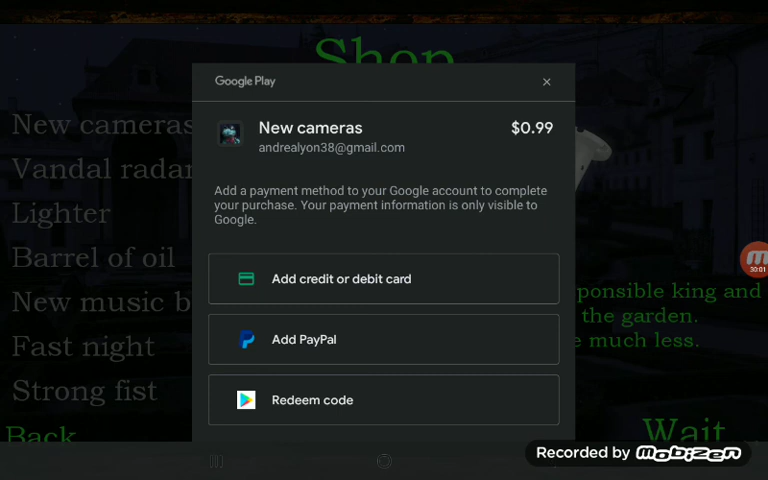 Shop
Google Play
New cameras
$0.99
andrealyon38@gmail.com
Add a payment method to your Google account to complete
your purchase. Your payment information is only visible to
Google.
Add credit or debit card
Add PayPal
Redeem code
New cameras
Vandal radar
Lighter
Barrel of oil
New music b
Fast night
Strong fist
Back
ponsible king and
the garden.
e much less.
Wait
30:01
Recorded by Mobizen